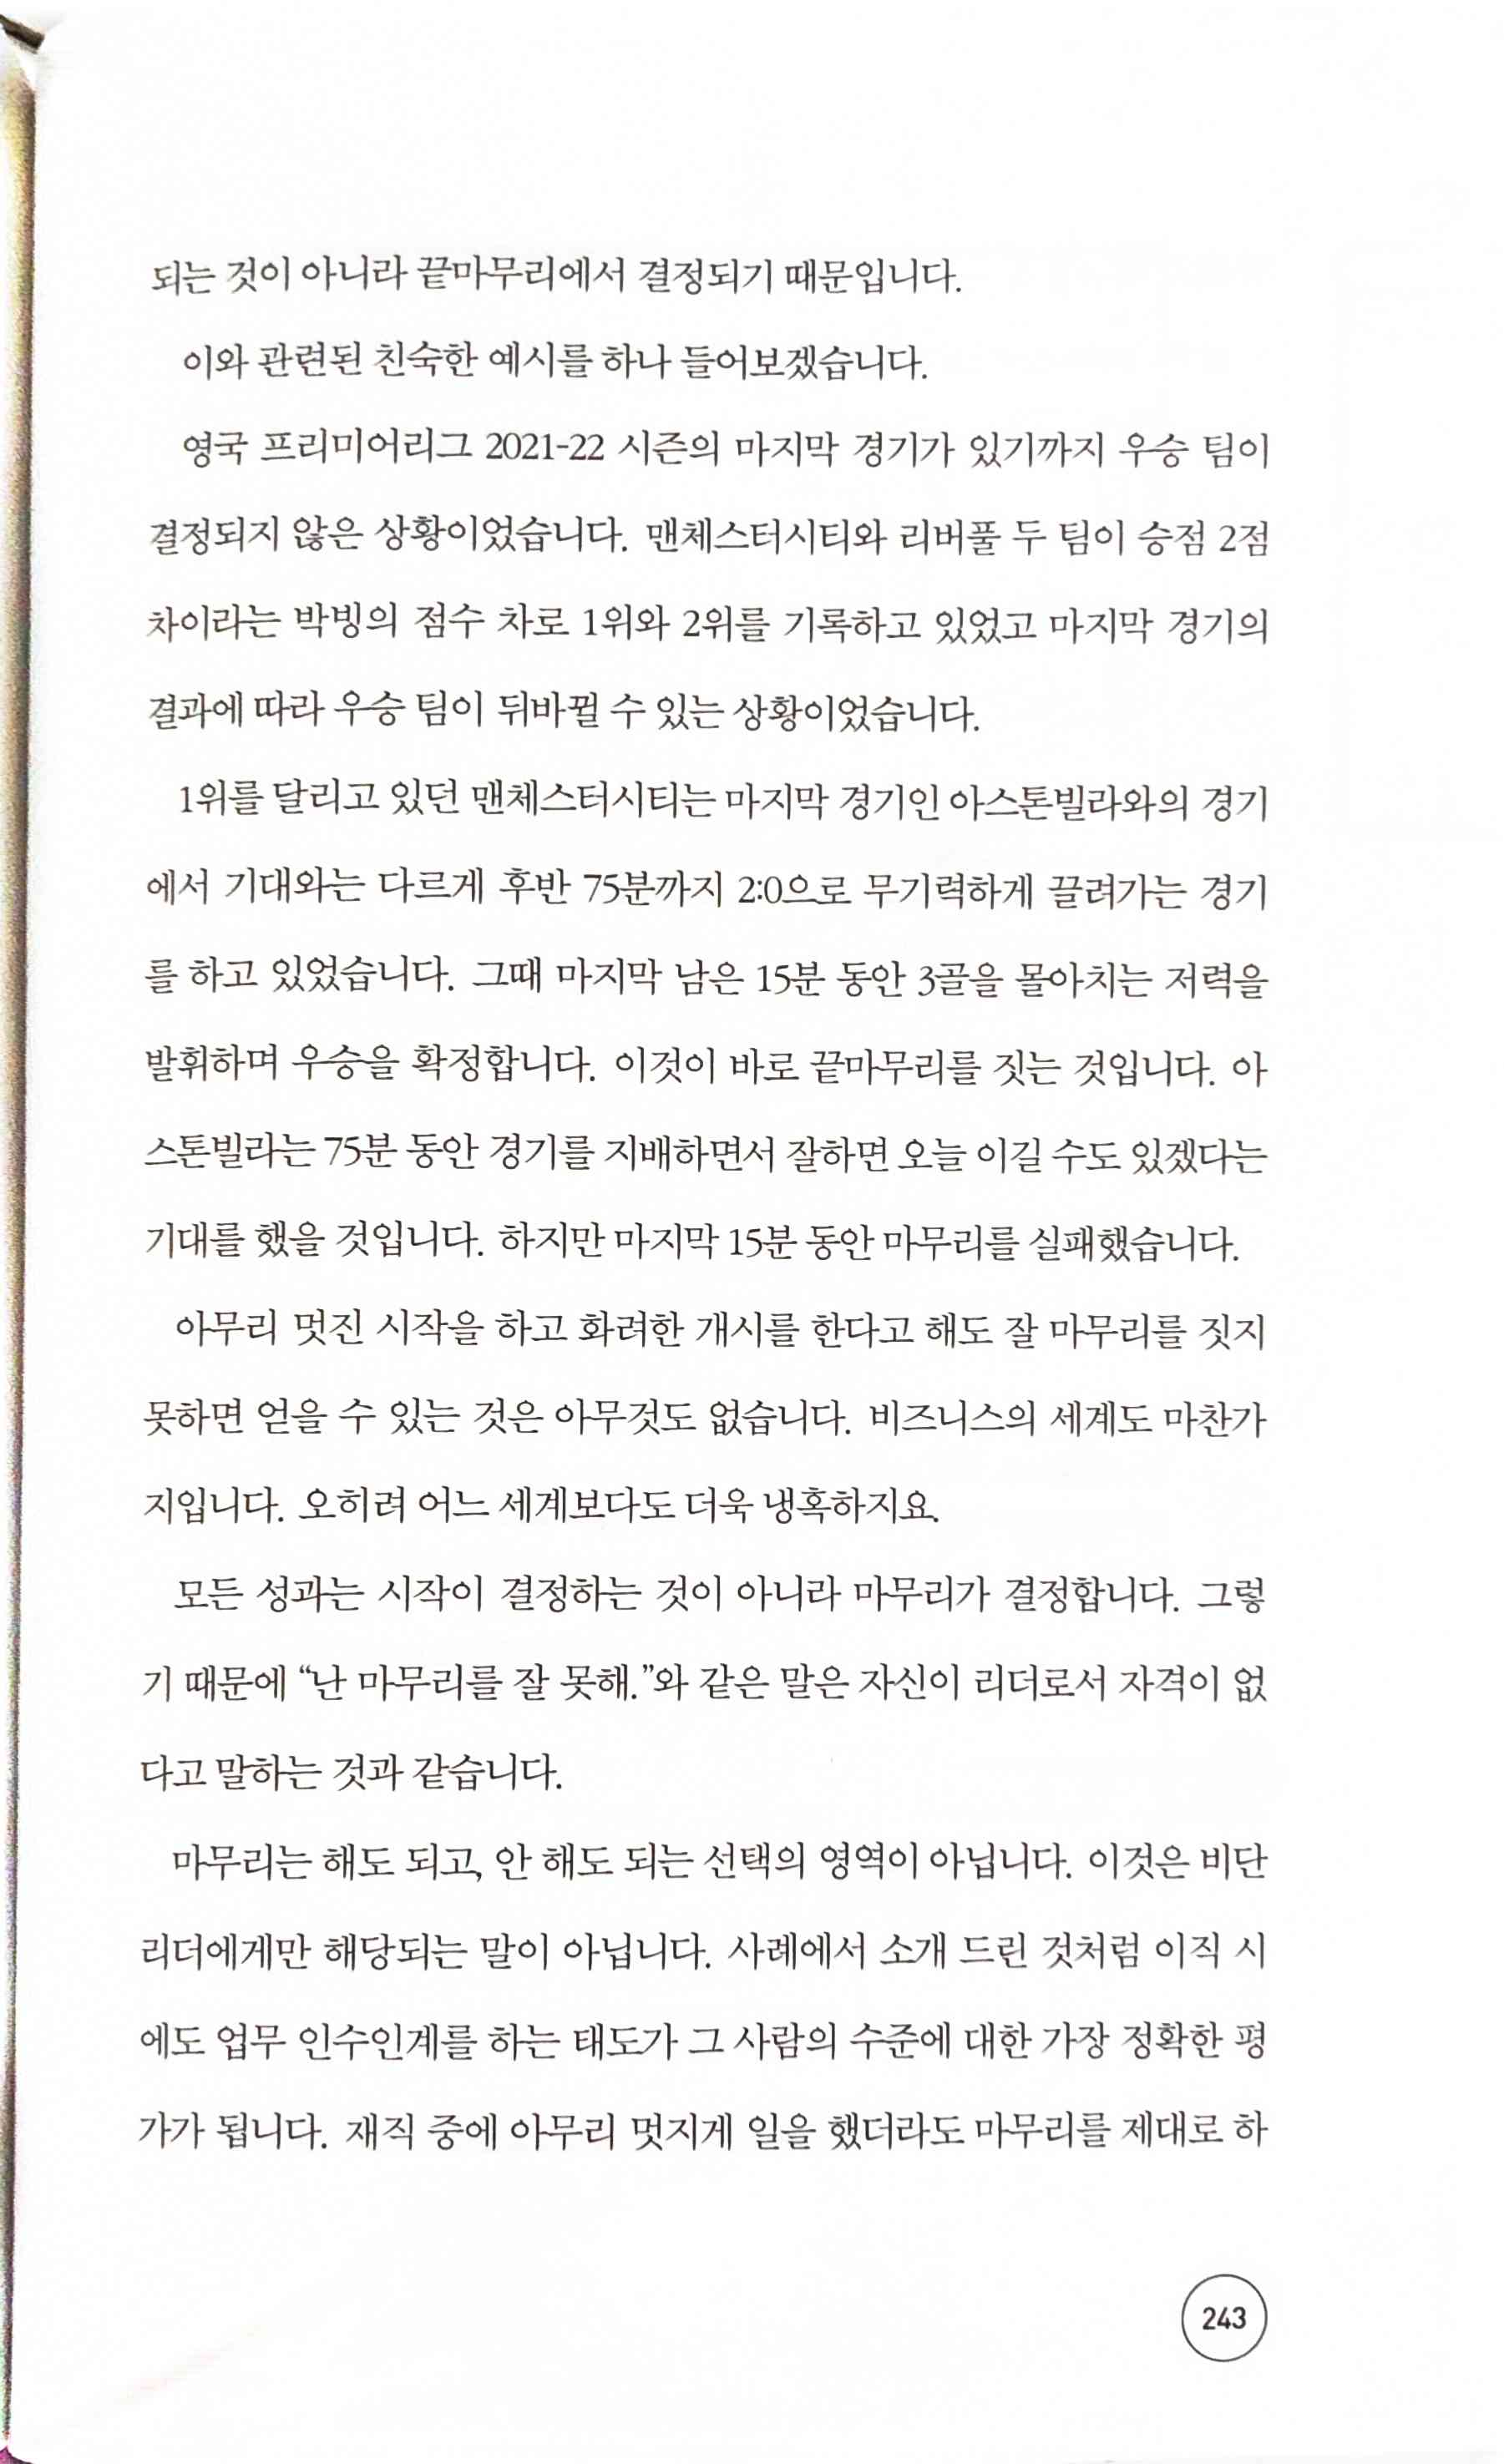 되는 것이 아니라 끝마무리에서 결정되기 때문입니다.
이와 관련된 친숙한 예시를 하나 들어보겠습니다.
영국 프리미어리그 2021-22 시즌의 마지막 경기가 있기까지 우승 팀이
결정되지 않은 상황이었습니다. 맨체스터시티와 리버풀 두 팀이 승점 2점
차이라는 박빙의 점수 차로 1위와 2위를 기록하고 있었고 마지막 경기의
결과에 따라 우승 팀이 뒤바뀔 수 있는 상황이었습니다.
1위를 달리고 있던 맨체스터시티는 마지막 경기인 아스톤빌라와의 경기
에서 기대와는 다르게 후반 75분까지 2:0으로 무기력하게 끌려가는 경기
를 하고 있었습니다. 그때 마지막 남은 15분 동안 3골을 몰아치는 저력을
발휘하며 우승을 확정합니다. 이것이 바로 끝마무리를 짓는 것입니다. 아
스톤빌라는 75분 동안 경기를 지배하면서 잘하면 오늘 이길 수도 있겠다는
기대를 했을 것입니다. 하지만 마지막 15분 동안 마무리를 실패했습니다.
아무리 멋진 시작을 하고 화려한 개시를 한다고 해도 잘 마무리를 짓지
못하면 얻을 수 있는 것은 아무것도 없습니다. 비즈니스의 세계도 마찬가
지입니다. 오히려 어느 세계보다도 더욱 냉혹하지요.
모든 성과는 시작이 결정하는 것이 아니라 마무리가 결정합니다. 그렇
기 때문에 “난 마무리를 잘 못해.”와 같은 말은 자신이 리더로서 자격이 없
다고 말하는 것과 같습니다.
마무리는 해도 되고, 안 해도 되는 선택의 영역이 아닙니다. 이것은 비단
리더에게만 해당되는 말이 아닙니다. 사례에서 소개 드린 것처럼 이직 시
에도 업무 인수인계를 하는 태도가 그 사람의 수준에 대한 가장 정확한 평
가가 됩니다. 재직 중에 아무리 멋지게 일을 했더라도 마무리를 제대로 하
243